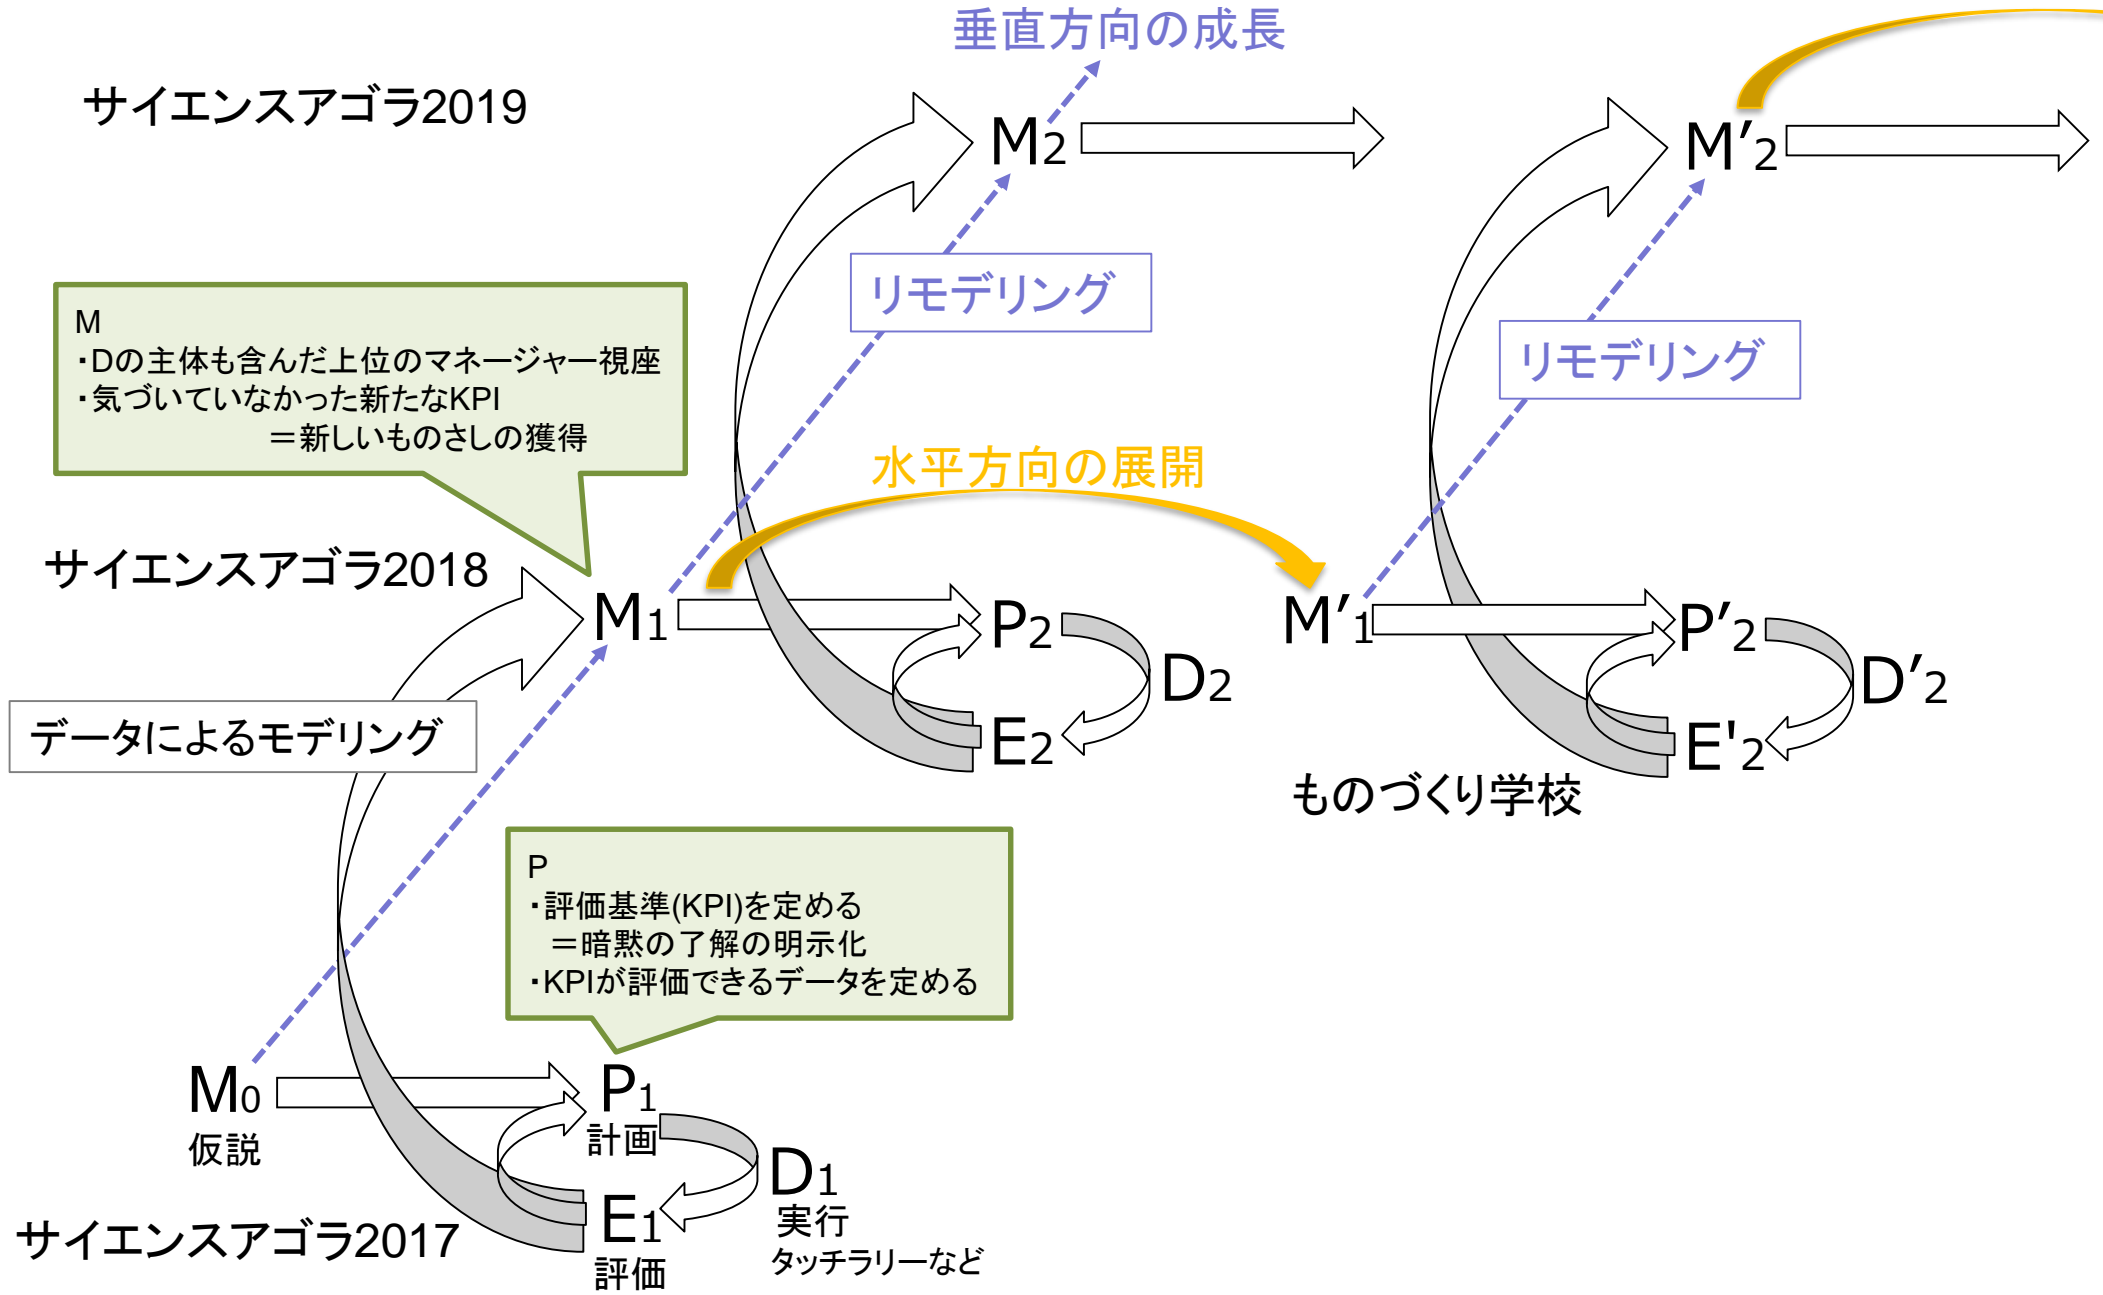 垂直方向の成長
サイエンスアゴラ2019
M2
M′2
リモデリング
リモデリング
M
・Dの主体も含んだ上位のマネージャー視座
・気づいていなかった新たなKPI
＝新しいものさしの獲得
水平方向の展開
サイエンスアゴラ2018
M1
P2
D2
E2
M′1
P′2
D′2
E'2
データによるモデリング
ものづくり学校
P
・評価基準(KPI)を定める
＝暗黙の了解の明示化
・KPIが評価できるデータを定める
M0
仮説
P1
計画
D1
実行
タッチラリーなど
E1
評価
サイエンスアゴラ2017